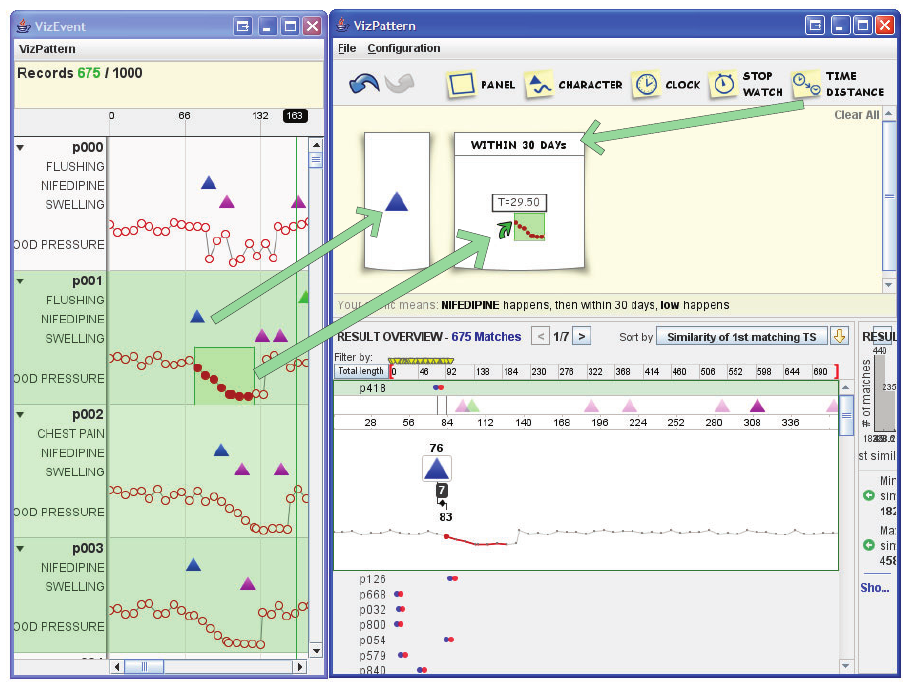 VizEvent
VizPattern
Records 675 / 1000
0 66 132 163
p000
FLUSHING
NIFEDIPINE
SWELLING
OOD PRESSURE
p001
FLUSHING
NIFEDIPINE
SWELLING
OOD PRESSURE
p002
CHEST PAIN
NIFEDIPINE
SWELLING
OOD PRESSURE
p003
NIFEDIPINE
SWELLING
OOD PRESSURE
VizPattern
File Configuration
PANEL CHARACTER CLOCK STOP WATCH TIME DISTANCE
Clear All
WITHIN 30 DAYs
T=29.50
means: NIFEDIPINE happens, then within 30 days, low happens
RESULT OVERVIEW - 675 Matches < 1/7 > Sort by Similarity of 1st matching TS
Filter by:
Total length 0 46 92 138 184 230 276 322 368 414 460 506 552 598 644 690
p418
28 56 84 112 140 168 196 224 252 280 308 336
76
7
83
p126
p668
p032
p800
p054
p579
p840
RESUL
440
# of matches
235
st simil
Min
sim
182
Ma
sim
458
Sho...